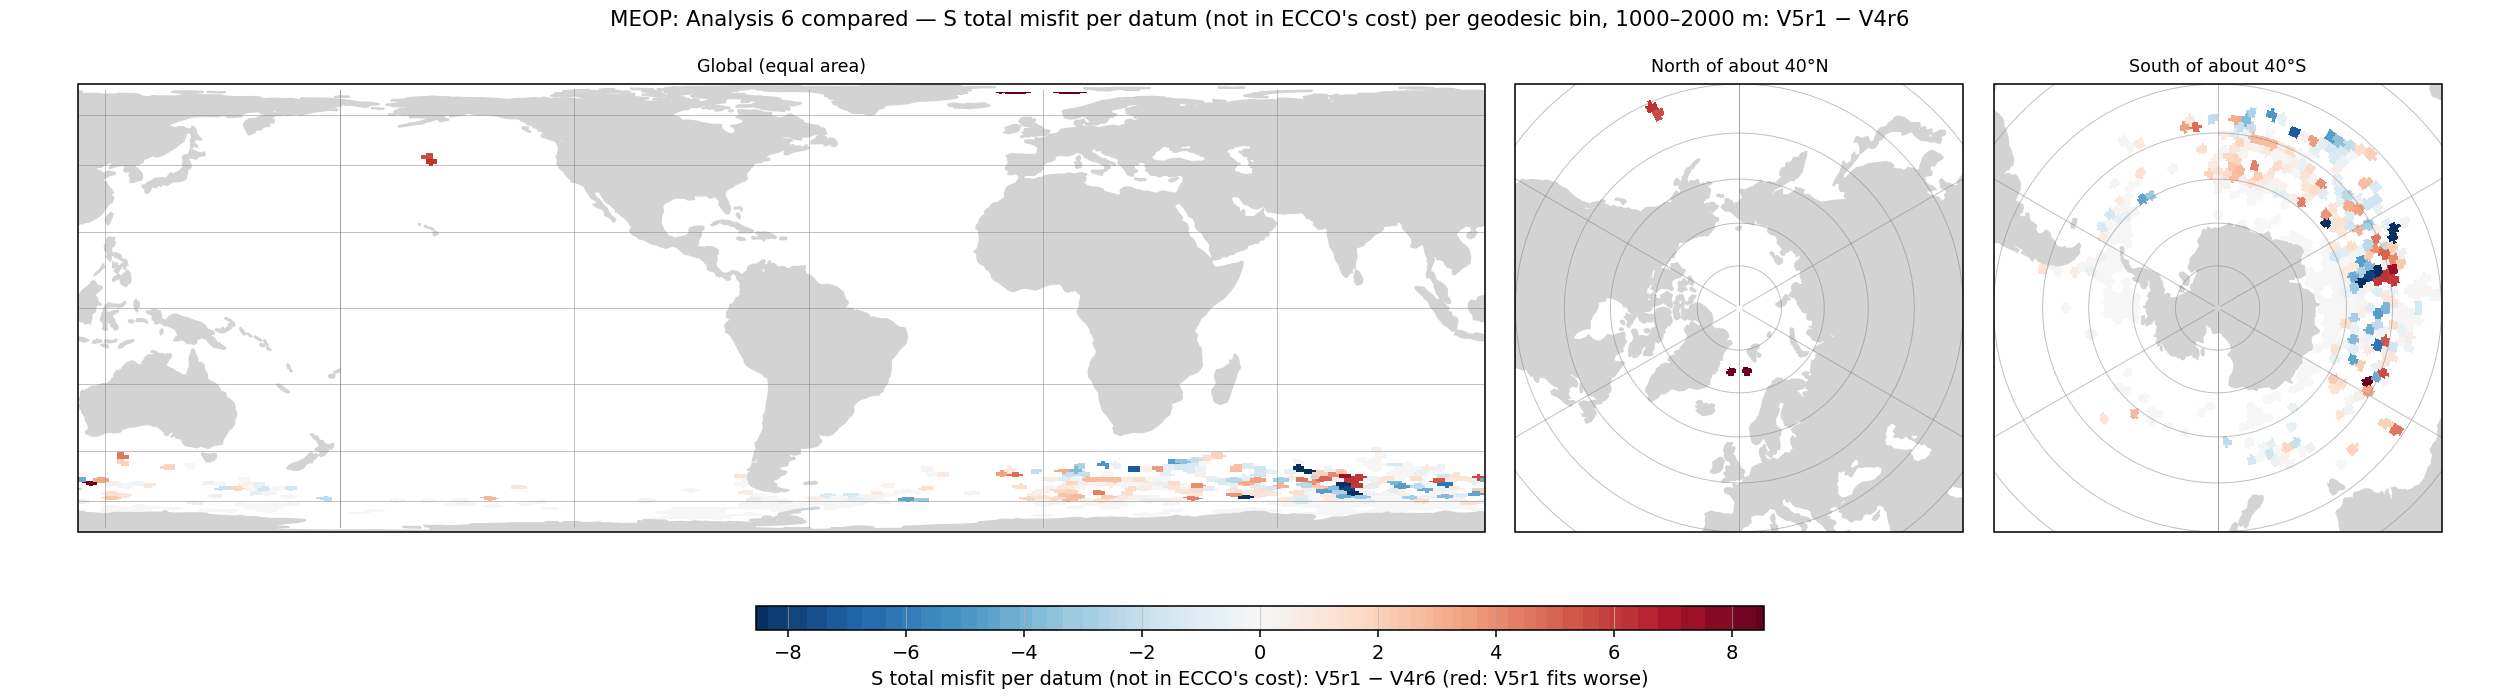 MEOP: Analysis 6 compared — S total misfit per datum (not in ECCO's cost) per geodesic bin, 1000–2000 m: V5r1 − V4r6
Global (equal area)
North of about 40°N
South of about 40°S
−8
−6
−4
−2
0
2
4
6
8
S total misfit per datum (not in ECCO's cost): V5r1 − V4r6 (red: V5r1 fits worse)